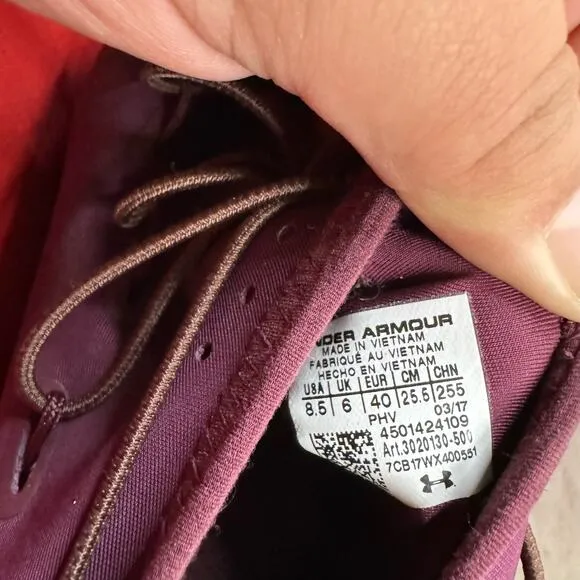 UNDER ARMOUR
MADE IN VIETNAM
FABRIQUÉ AU VIETNAM
HECHO EN VIETNAM
USA UK EUR CM CHN
8.5 6 40 25.5 255
PHV 03/17
4501424109
Art.3020130-500
7CB17WX400551